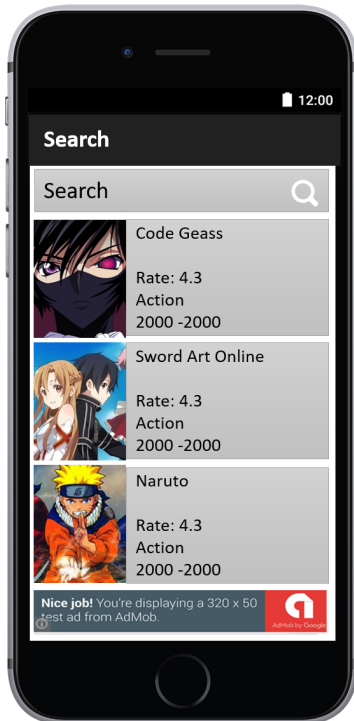 12:00
Search
Search
Code Geass
Rate: 4.3
Action
2000 -2000
Sword Art Online
Rate: 4.3
Action
2000 -2000
Naruto
Rate: 4.3
Action
2000 -2000
Nice job! You're displaying a 320 x 50
test ad from AdMob.
AdMob by Google